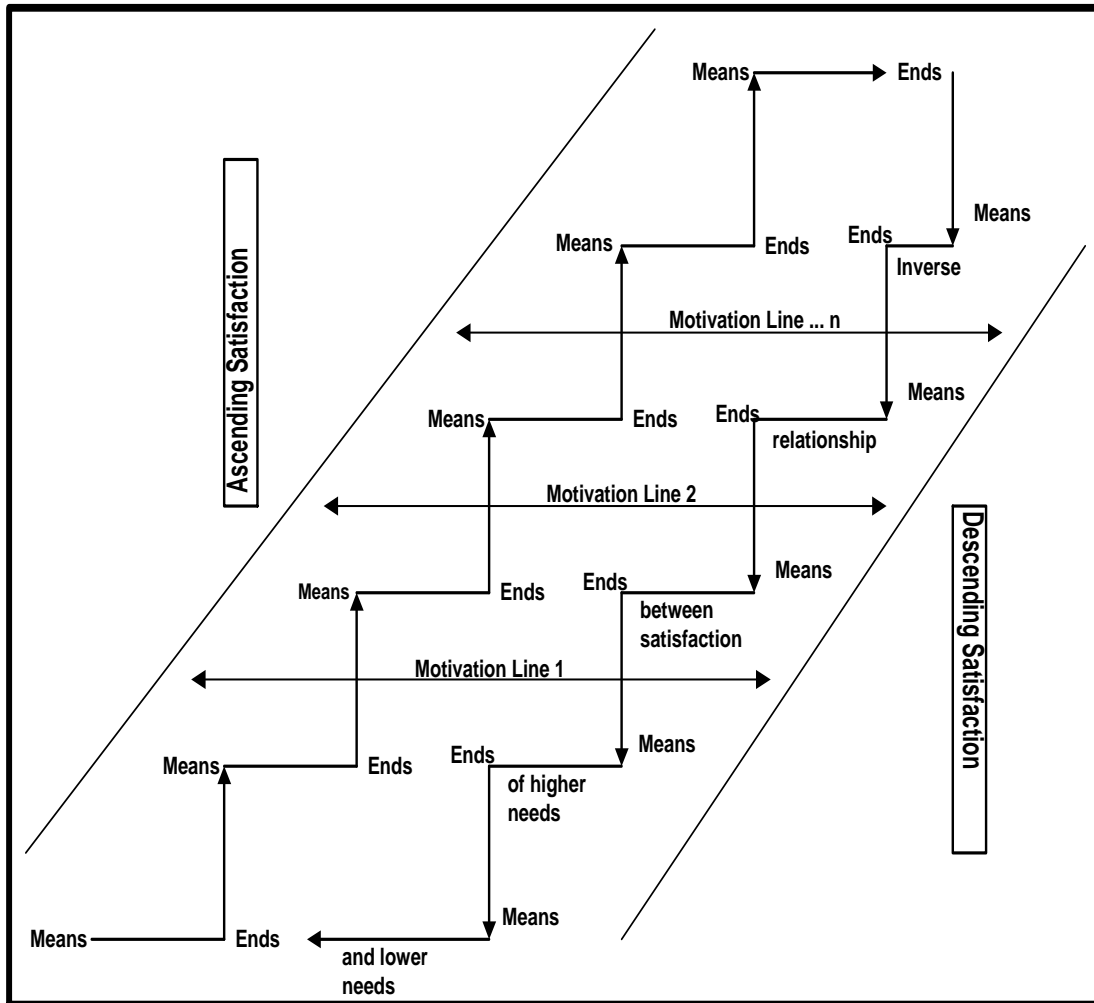 Means
Ends
Means
Means
Ends
Ends
Inverse
Ascending Satisfaction
Motivation Line ... n
Means
Means
Ends
Ends
relationship
Motivation Line 2
Means
Means
Ends
Ends
between
satisfaction
Descending Satisfaction
Motivation Line 1
Means
Means
Ends
Ends
of higher
needs
Means
Means
Ends
and lower
needs